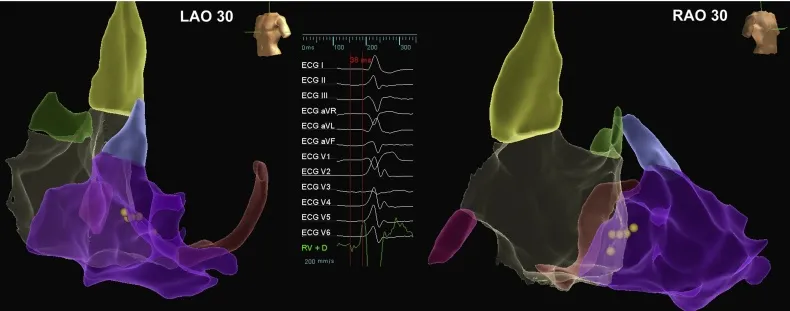 LAO 30
RAO 30
0ms 100 200 300
38 ms
ECG I
ECG II
ECG III
ECG aVR
ECG aVL
ECG aVF
ECG V1
ECG V2
ECG V3
ECG V4
ECG V5
ECG V6
RV + D
200 mm/s